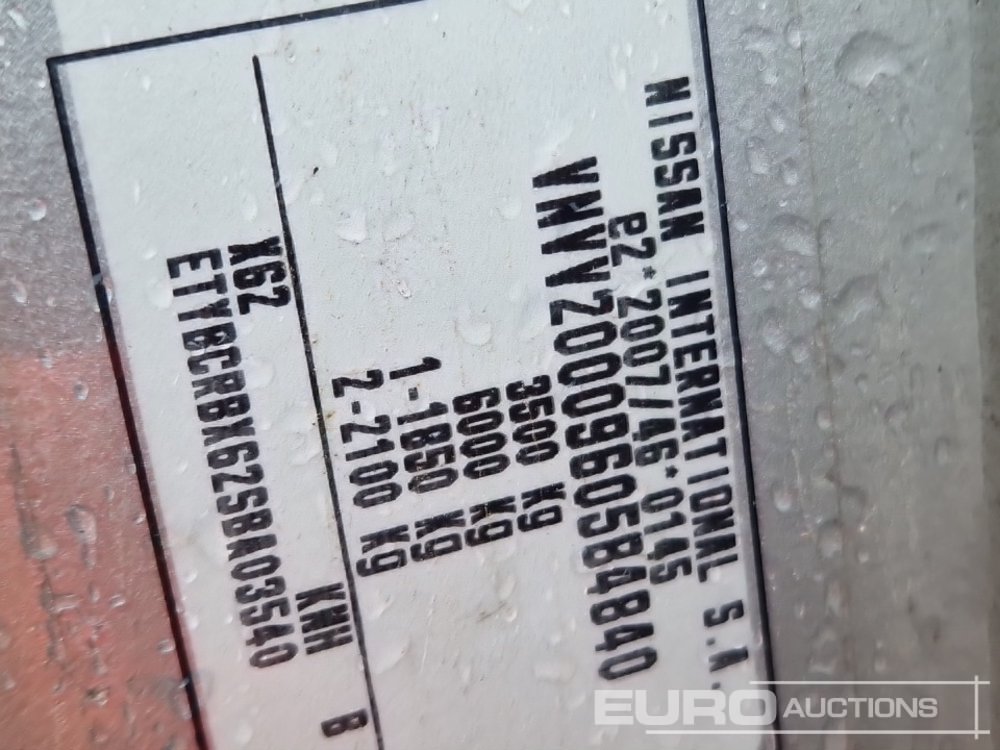 NISSAN INTERNATIONAL S.A.
e2*2007/46*0145
VNVV2000960584840
3500 kg
6000 kg
1-1850 kg
2-2100 kg
X62 KNH B
ETYBCRBX62SBA03540
EURO AUCTIONS